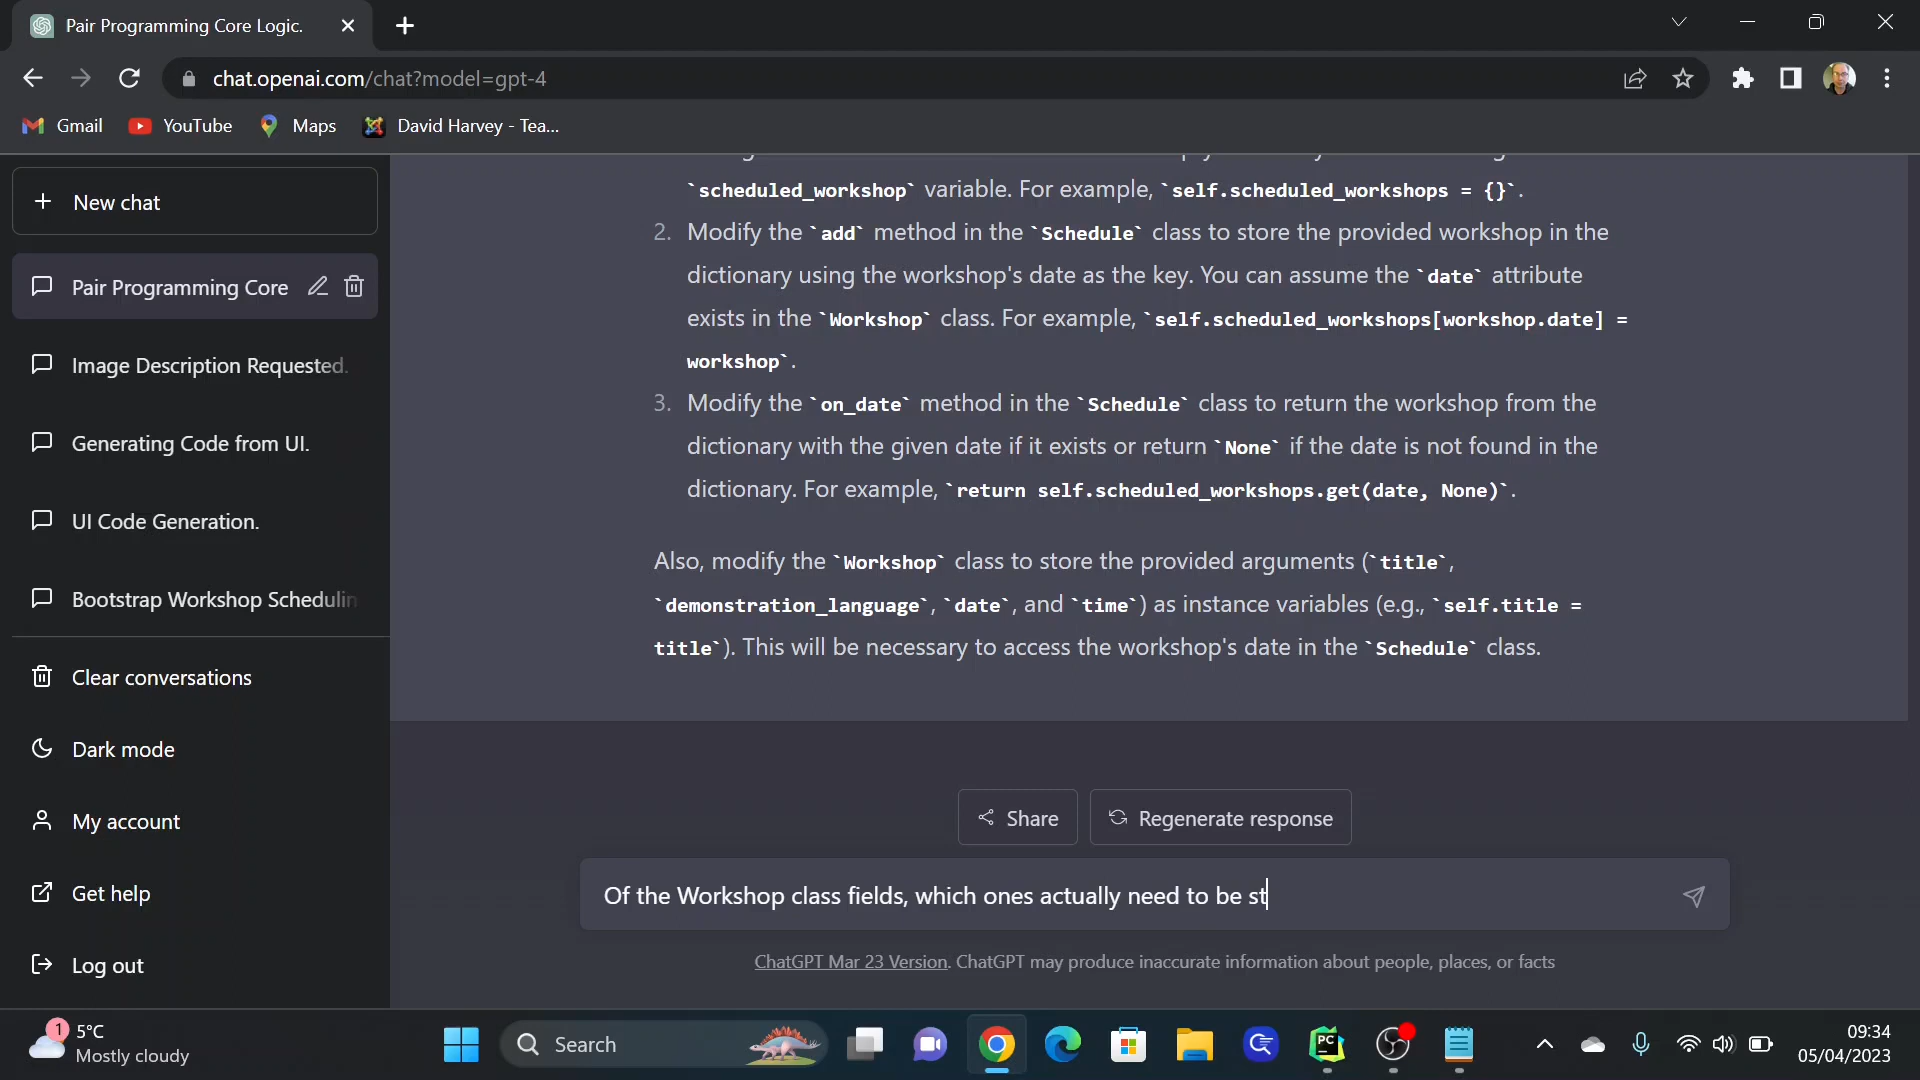 Pair Programming Core Logic.
chat.openai.com/chat?model=gpt-4
Gmail
YouTube
Maps
David Harvey - Tea...
New chat
Pair Programming Core
Image Description Requested.
Generating Code from UI.
UI Code Generation.
Bootstrap Workshop Schedulin
Clear conversations
Dark mode
My account
Get help
Log out
`scheduled_workshop` variable. For example, `self.scheduled_workshops = {}`.
2. Modify the `add` method in the `Schedule` class to store the provided workshop in the
dictionary using the workshop's date as the key. You can assume the `date` attribute
exists in the `Workshop` class. For example, `self.scheduled_workshops[workshop.date] =
workshop`.
3. Modify the `on_date` method in the `Schedule` class to return the workshop from the
dictionary with the given date if it exists or return `None` if the date is not found in the
dictionary. For example, `return self.scheduled_workshops.get(date, None)`.
Also, modify the `Workshop` class to store the provided arguments (`title`,
`demonstration_language`, `date`, and `time`) as instance variables (e.g., `self.title =
title`). This will be necessary to access the workshop's date in the `Schedule` class.
Share
Regenerate response
Of the Workshop class fields, which ones actually need to be st
ChatGPT Mar 23 Version. ChatGPT may produce inaccurate information about people, places, or facts
1
5°C
Mostly cloudy
Search
PC
09:34
05/04/2023